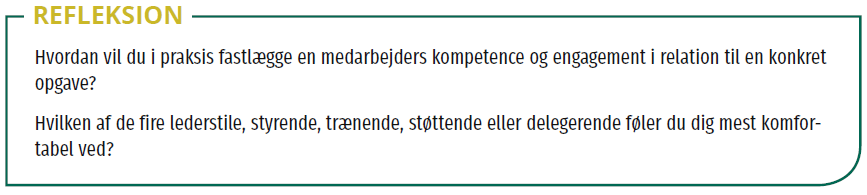 REFLEKSION
Hvordan vil du i praksis fastlægge en medarbejders kompetence og engagement i relation til en konkret
opgave?
Hvilken af de fire lederstile, styrende, trænende, støttende eller delegerende føler du dig mest komfor-
tabel ved?